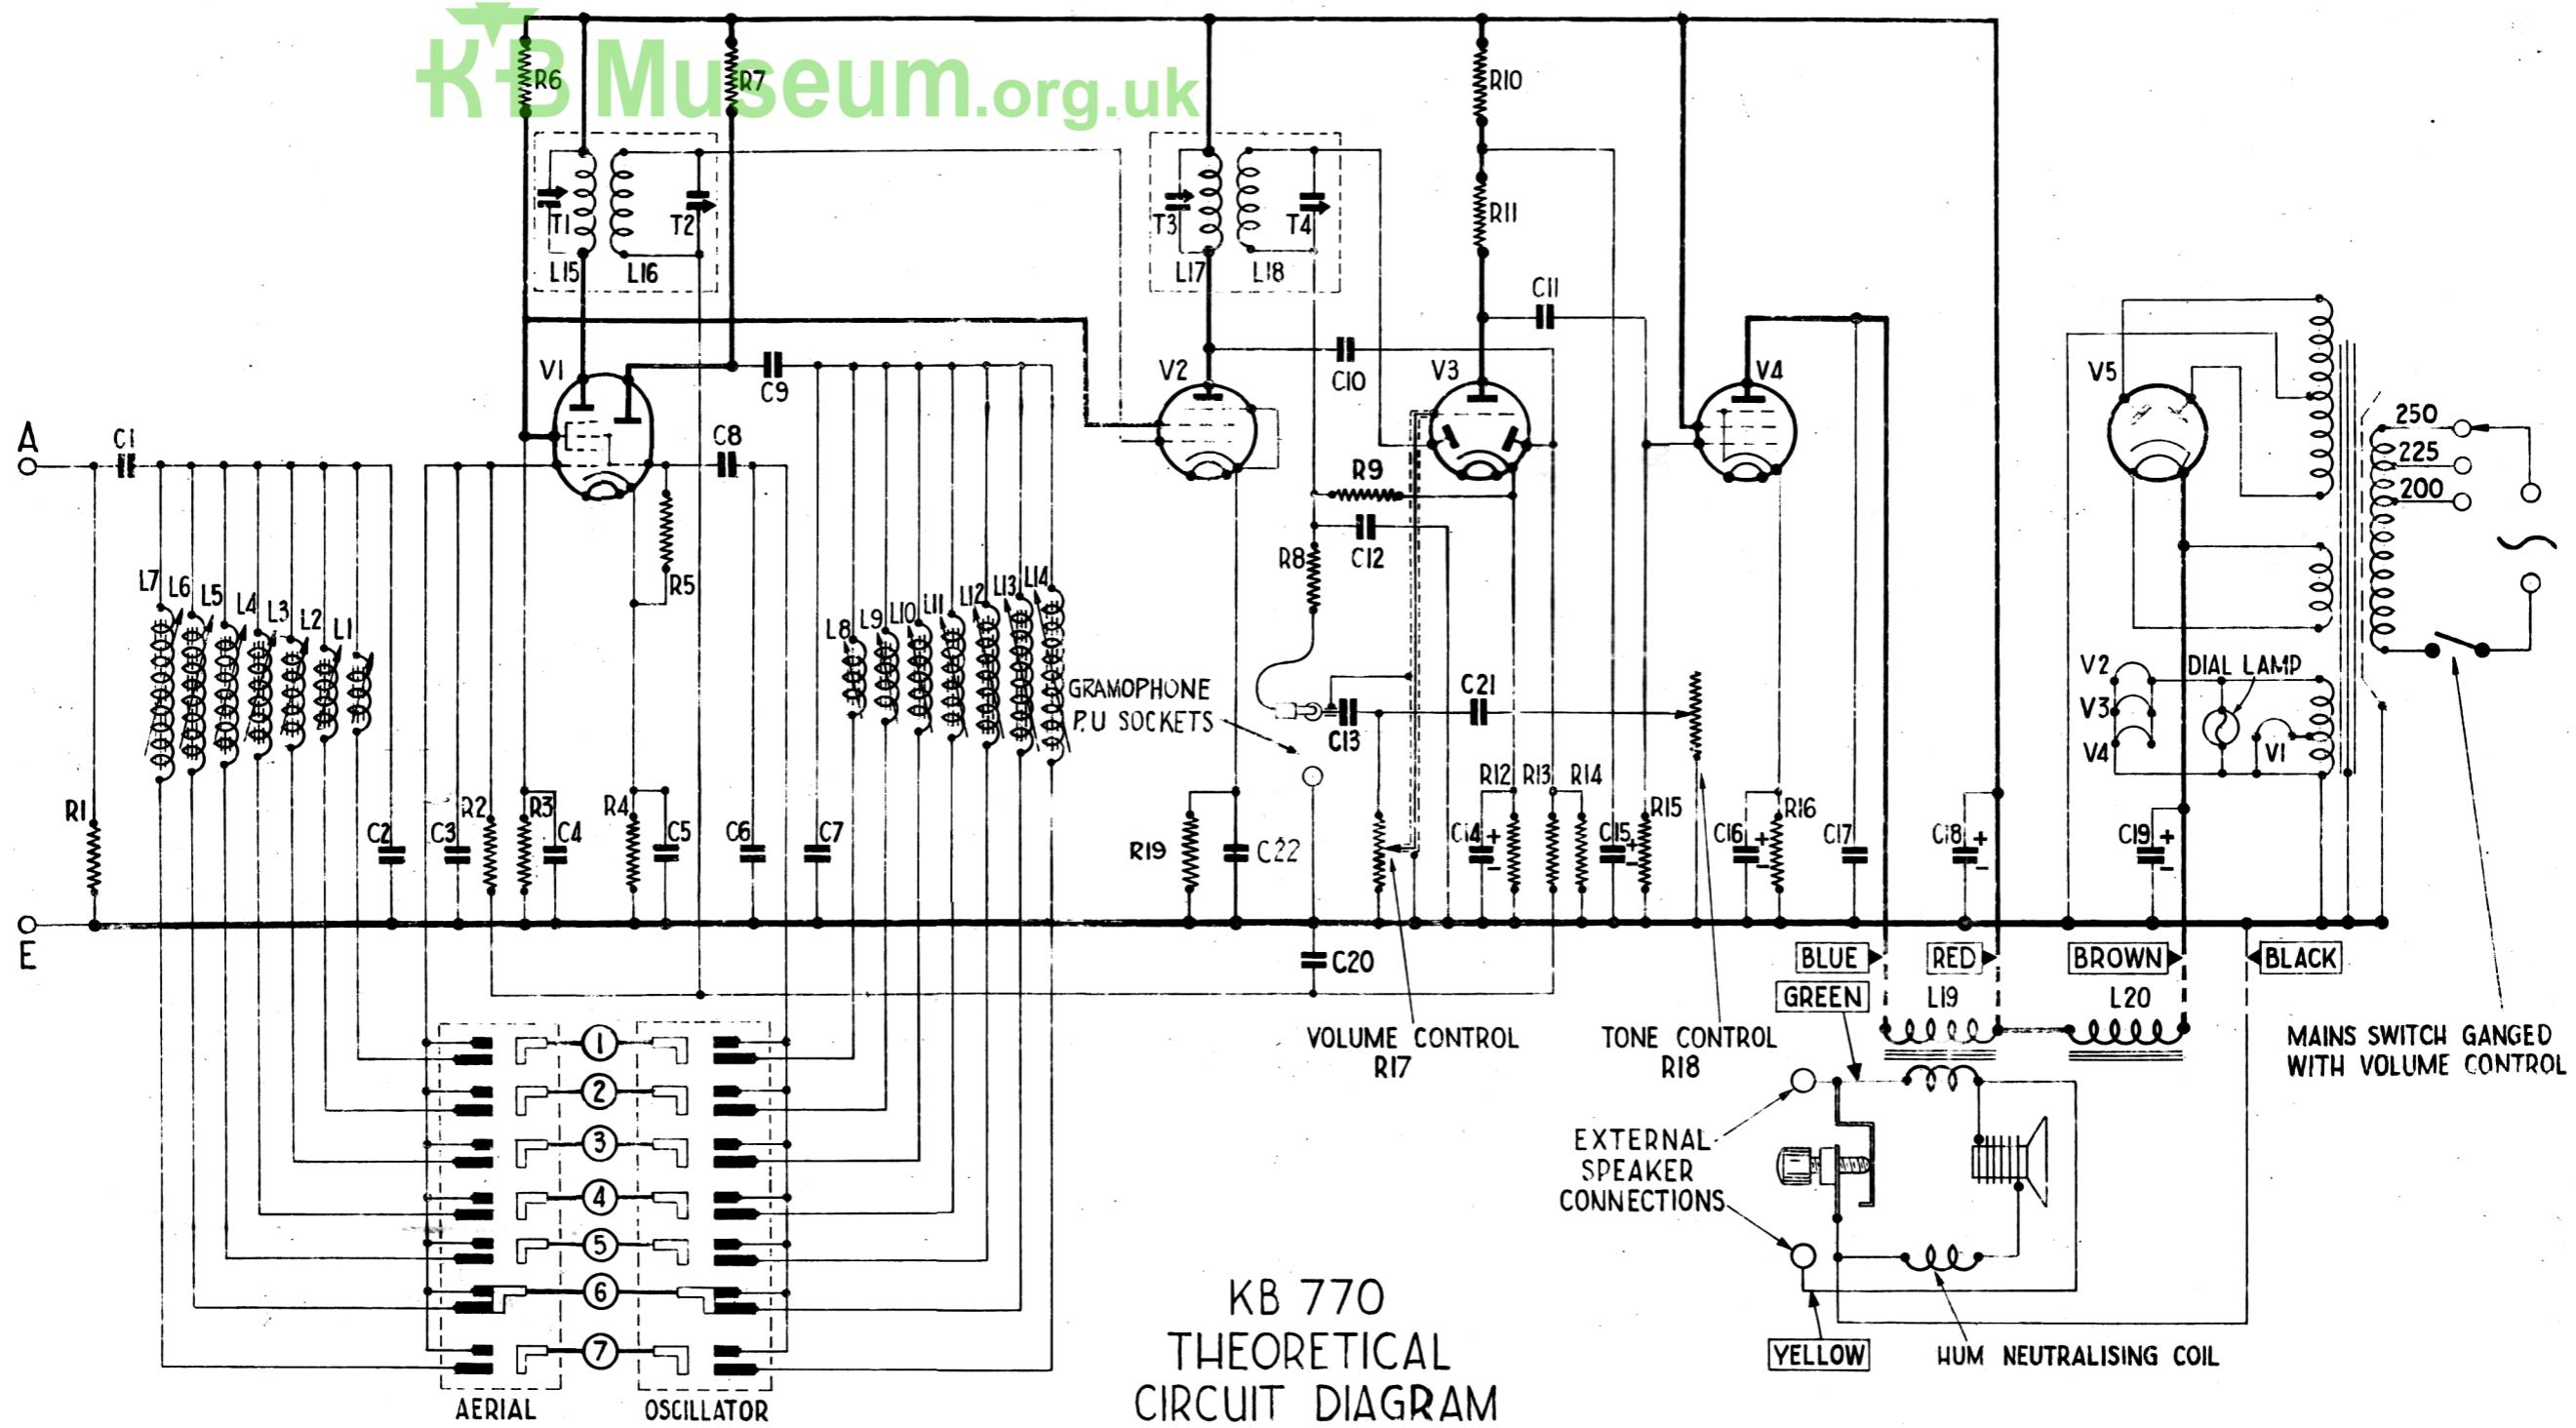 KB Museum.org.uk
R6
R7
R10
T1
T2
T3
T4
R11
L15
L16
L17
L18
C11
V1
C9
V2
C10
V3
V4
V5
A
C1
C8
R9
250
225
200
C12
R8
R5
L7
L6
L5
L4
L3
L2
L1
L8
L9
L10
L11
L12
L13
L14
GRAMOPHONE
P.U SOCKETS
C13
C21
V2
V3
V4
DIAL LAMP
V1
R1
C2
C3
R2
R3
C4
R4
C5
C6
C7
R19
C22
C14 +
-
R12
R13
R14
C15 +
-
R15
C16 +
-
R16
C17
C18 +
-
C19 +
-
E
C20
BLUE
RED
BROWN
BLACK
GREEN
L19
L20
VOLUME CONTROL
R17
TONE CONTROL
R18
MAINS SWITCH GANGED
WITH VOLUME CONTROL
1
2
3
4
5
6
7
EXTERNAL
SPEAKER
CONNECTIONS
YELLOW
HUM NEUTRALISING COIL
AERIAL
OSCILLATOR
KB 770
THEORETICAL
CIRCUIT DIAGRAM